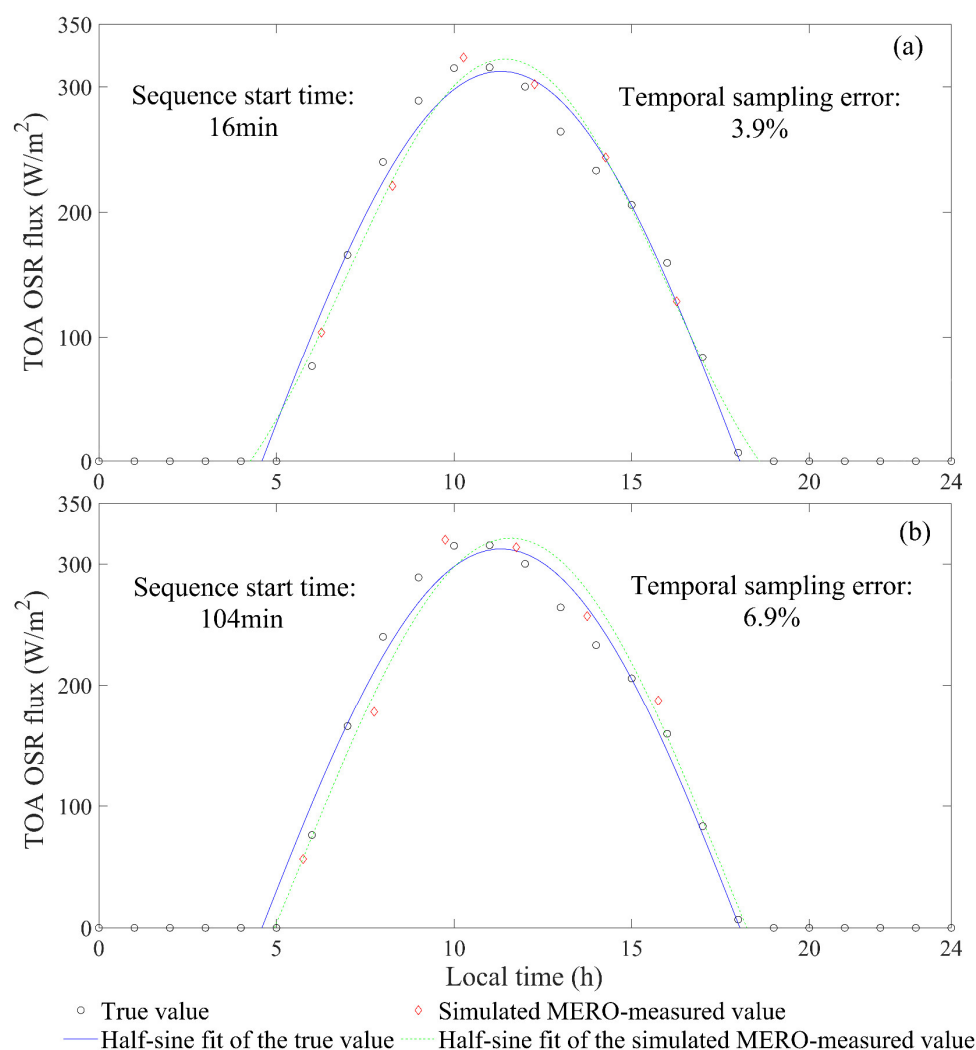 350
(a)
300
Sequence start time:
16min
Temporal sampling error:
3.9%
200
100
0
TOA OSR flux (W/m²)
0 5 10 15 20 24
350
(b)
300
Sequence start time:
104min
Temporal sampling error:
6.9%
200
100
0
TOA OSR flux (W/m²)
0 5 10 15 20 24
Local time (h)
True value Simulated MERO-measured value
Half-sine fit of the true value Half-sine fit of the simulated MERO-measured value